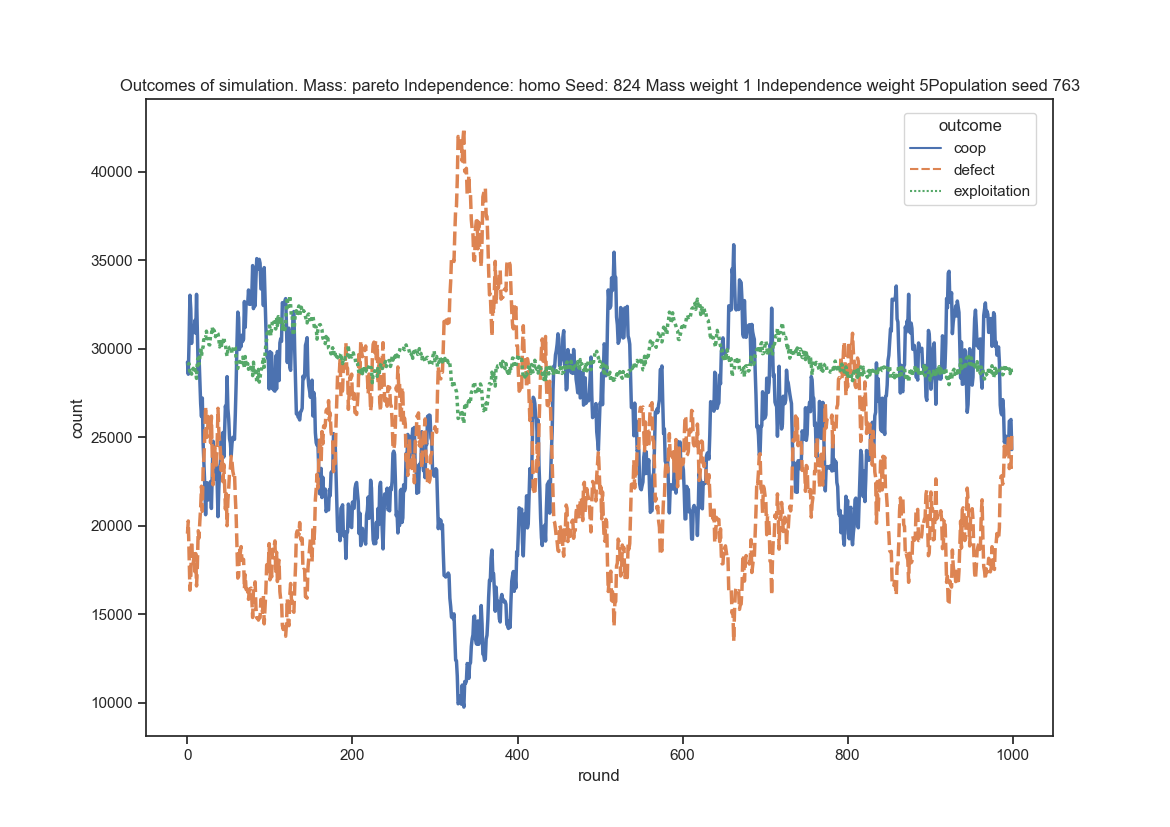 Outcomes of simulation. Mass: pareto Independence: homo Seed: 824 Mass weight 1 Independence weight 5Population seed 763
outcome
coop
defect
exploitation
40000
35000
30000
25000
20000
15000
10000
count
0
200
400
600
800
1000
round